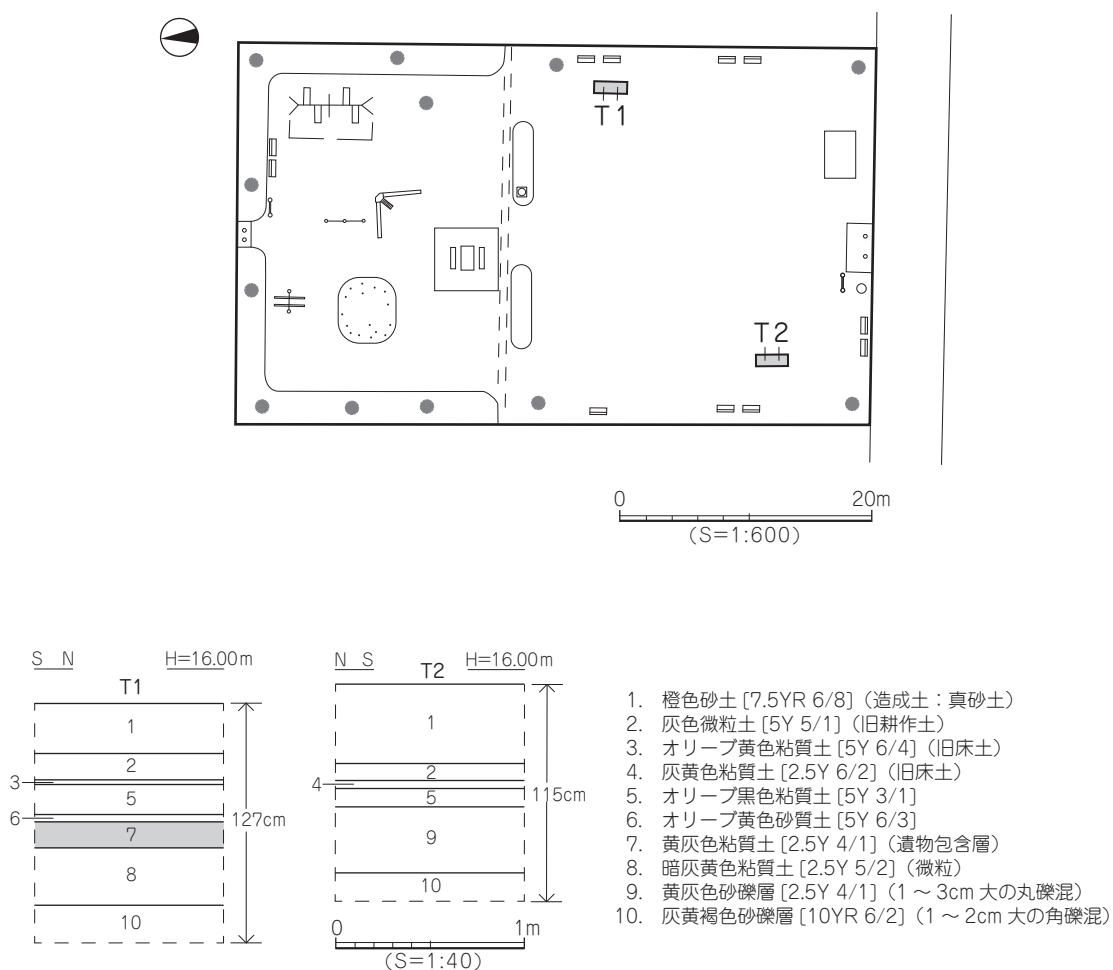 T1
T2
0 20m
(S=1:600)
S N H=16.00m
T1
1
2
3
5
6
7
8
10
127cm
N S H=16.00m
T2
1
2
4
5
9
10
115cm
0 1m
(S=1:40)
1. 橙色砂土 [7.5YR 6/8](造成土:真砂土)
2. 灰色微粒土 [5Y 5/1](旧耕作土)
3. オリーブ黄色粘質土 [5Y 6/4](旧床土)
4. 灰黄色粘質土 [2.5Y 6/2](旧床土)
5. オリーブ黒色粘質土 [5Y 3/1]
6. オリーブ黄色砂質土 [5Y 6/3]
7. 黄灰色粘質土 [2.5Y 4/1](遺物包含層)
8. 暗灰黄色粘質土 [2.5Y 5/2](微粒)
9. 黄灰色砂礫層 [2.5Y 4/1](1～3cm 大の丸礫混)
10. 灰黄褐色砂礫層 [10YR 6/2](1～2cm 大の角礫混)